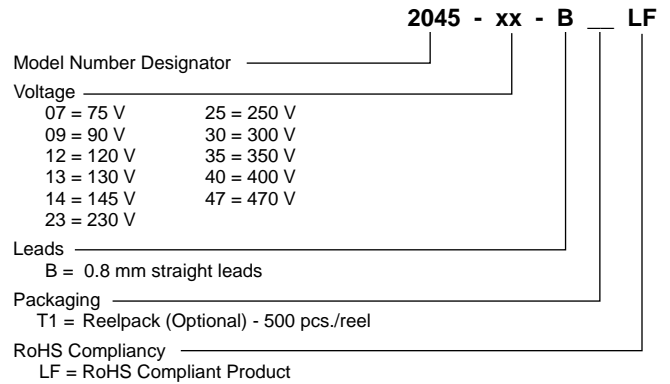 2045 - xx - B __ LF
Model Number Designator
Voltage
07 = 75 V 25 = 250 V
09 = 90 V 30 = 300 V
12 = 120 V 35 = 350 V
13 = 130 V 40 = 400 V
14 = 145 V 47 = 470 V
23 = 230 V
Leads
B = 0.8 mm straight leads
Packaging
T1 = Reelpack (Optional) - 500 pcs./reel
RoHS Compliancy
LF = RoHS Compliant Product